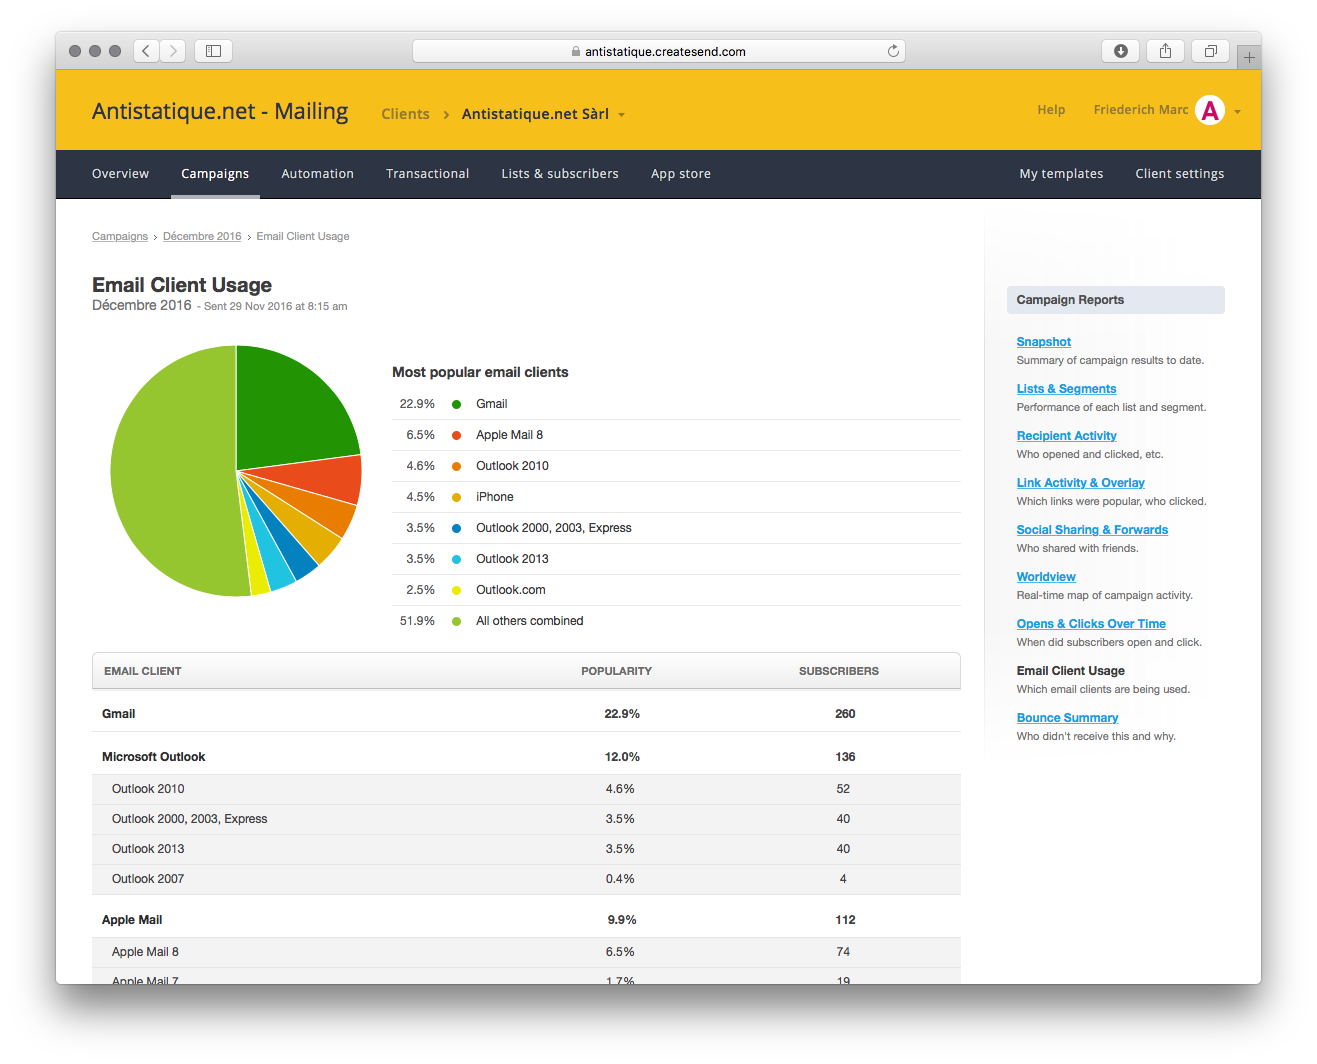 antistatique.createsend.com
Antistatique.net - Mailing Clients › Antistatique.net Sàrl Help Friederich Marc A
Overview Campaigns Automation Transactional Lists & subscribers App store My templates Client settings
Campaigns › Décembre 2016 › Email Client Usage
Email Client Usage
Décembre 2016 - Sent 29 Nov 2016 at 8:15 am
Most popular email clients
22.9% Gmail
6.5% Apple Mail 8
4.6% Outlook 2010
4.5% iPhone
3.5% Outlook 2000, 2003, Express
3.5% Outlook 2013
2.5% Outlook.com
51.9% All others combined
EMAIL CLIENT POPULARITY SUBSCRIBERS
Gmail 22.9% 260
Microsoft Outlook 12.0% 136
Outlook 2010 4.6% 52
Outlook 2000, 2003, Express 3.5% 40
Outlook 2013 3.5% 40
Outlook 2007 0.4% 4
Apple Mail 9.9% 112
Apple Mail 8 6.5% 74
Apple Mail 7 1.7% 19
Campaign Reports
Snapshot
Summary of campaign results to date.
Lists & Segments
Performance of each list and segment.
Recipient Activity
Who opened and clicked, etc.
Link Activity & Overlay
Which links were popular, who clicked.
Social Sharing & Forwards
Who shared with friends.
Worldview
Real-time map of campaign activity.
Opens & Clicks Over Time
When did subscribers open and click.
Email Client Usage
Which email clients are being used.
Bounce Summary
Who didn't receive this and why.